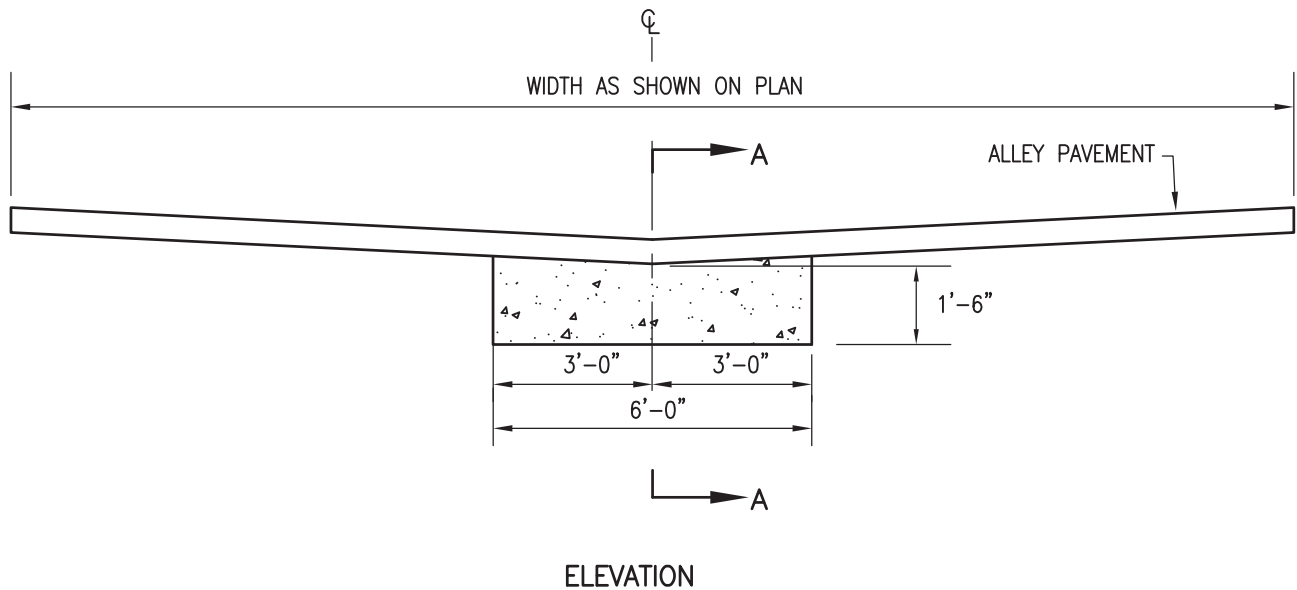 ℄
WIDTH AS SHOWN ON PLAN
A
ALLEY PAVEMENT
1'-6"
3'-0" 3'-0"
6'-0"
A
ELEVATION